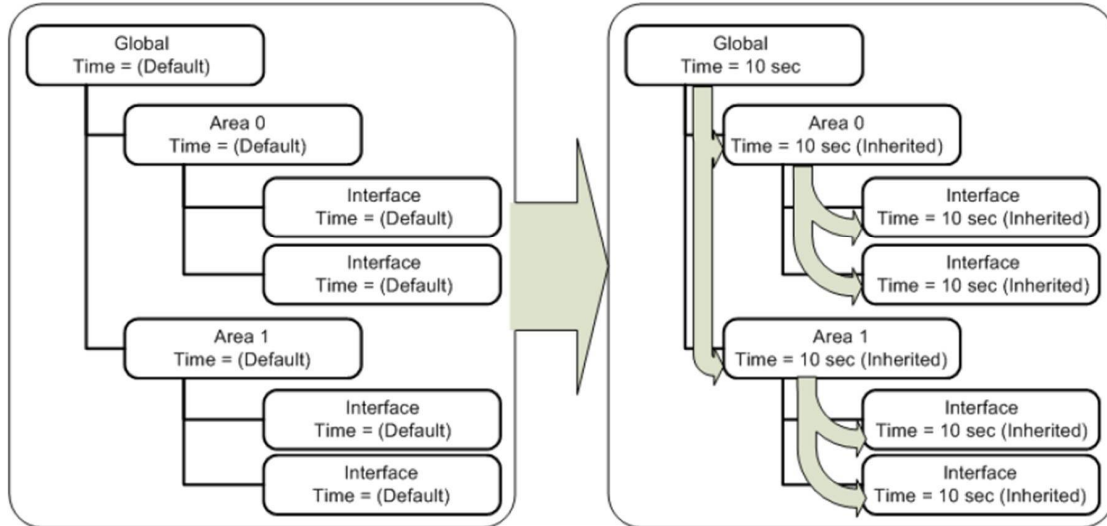 Global
Time = (Default)
Area 0
Time = (Default)
Interface
Time = (Default)
Interface
Time = (Default)
Area 1
Time = (Default)
Interface
Time = (Default)
Interface
Time = (Default)
Global
Time = 10 sec
Area 0
Time = 10 sec (Inherited)
Interface
Time = 10 sec (Inherited)
Interface
Time = 10 sec (Inherited)
Area 1
Time = 10 sec (Inherited)
Interface
Time = 10 sec (Inherited)
Interface
Time = 10 sec (Inherited)